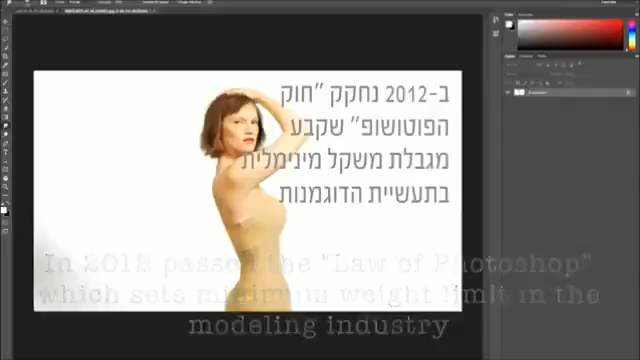 ב-2012 נחקק "חוק
הפוטושופ" שקבע
מגבלת משקל מינימלית
בתעשיית הדוגמנות
In 2012 passed the "Law of Photoshop"
which sets minimum weight limit in the
modeling industry